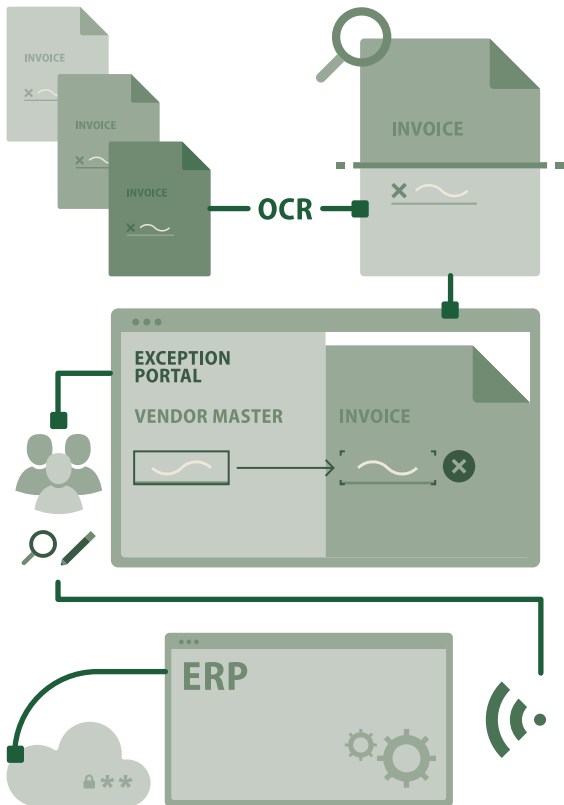 INVOICE
INVOICE
INVOICE
OCR
INVOICE
EXCEPTION
PORTAL
VENDOR MASTER
INVOICE
ERP
**